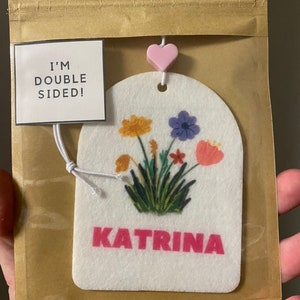 I'M
DOUBLE
SIDED!
KATRINA